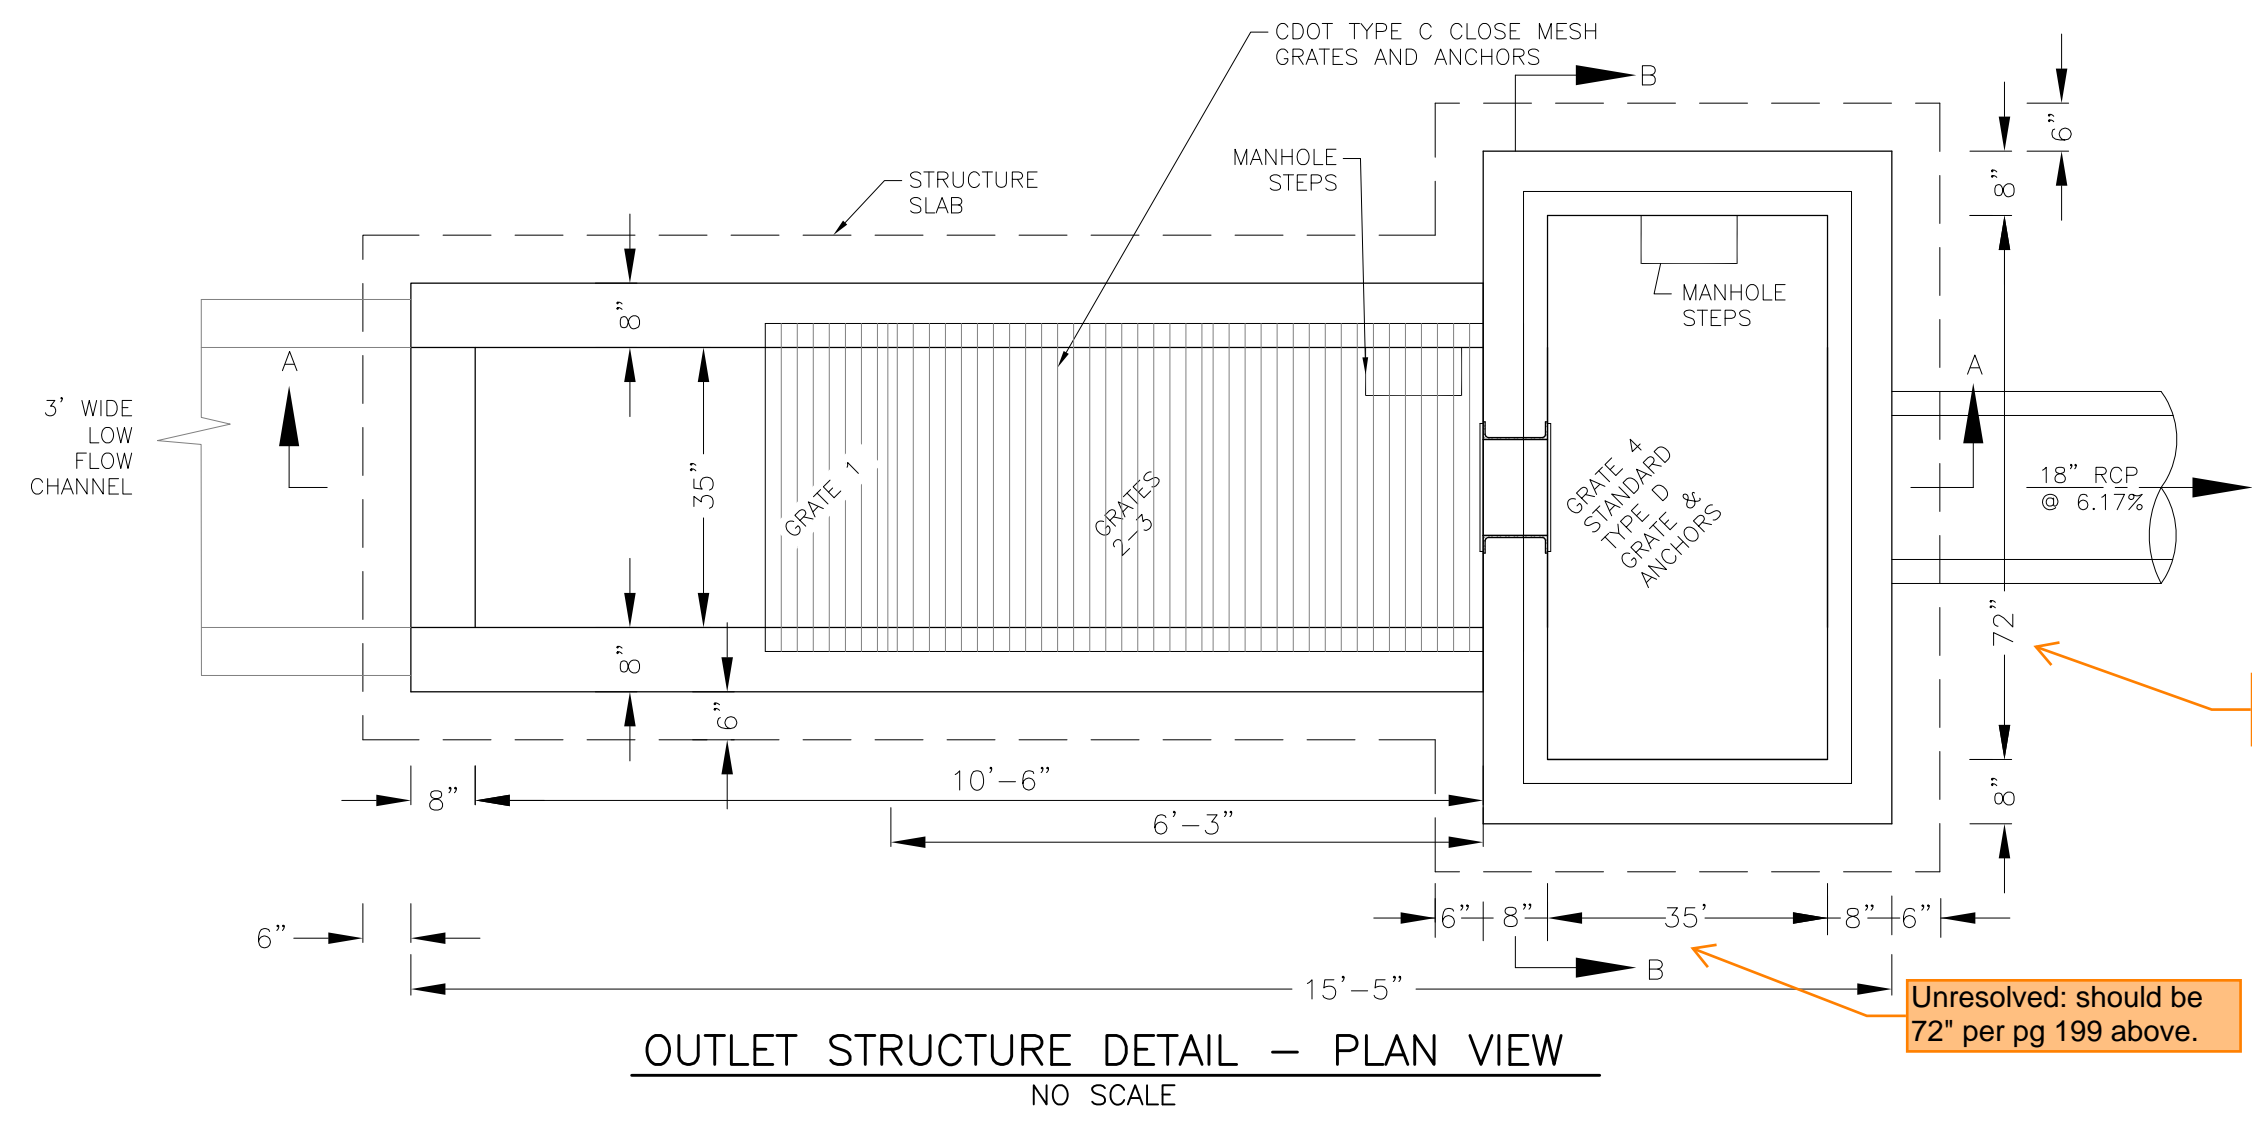 CDOT TYPE C CLOSE MESH
GRATES AND ANCHORS
B
6”
MANHOLE
STEPS
8”
STRUCTURE
SLAB
MANHOLE
STEPS
8”
A
A
3’ WIDE
LOW
FLOW
CHANNEL
35”
GRATE 1
GRATES
2–3
GRATE 4
STANDARD
TYPE D
GRATE &
ANCHORS
18” RCP
@ 6.17%
72”
8”
6”
10’–6”
8”
8”
6’–3”
6”
8”
35’
8”
6”
6”
B
15’–5”
Unresolved: should be
72" per pg 199 above.
OUTLET STRUCTURE DETAIL – PLAN VIEW
NO SCALE